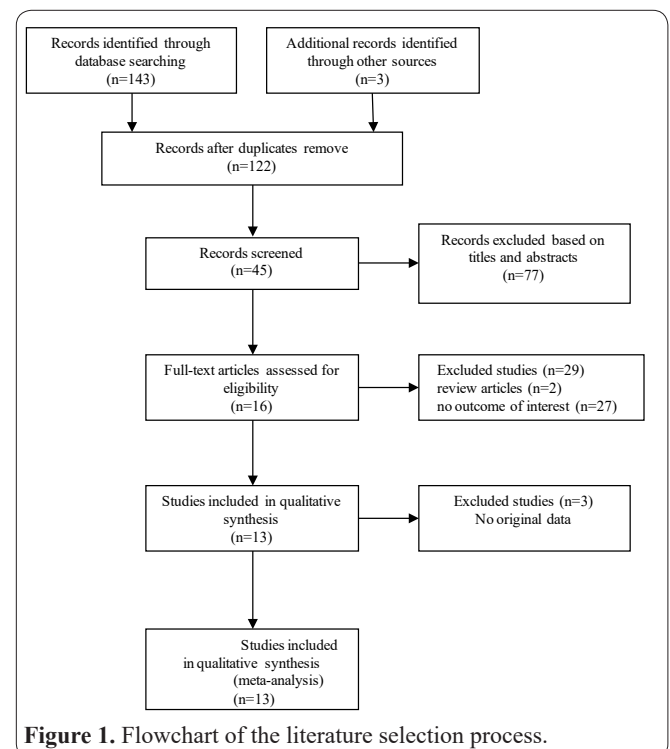 Records identified through
database searching
(n=143)
Additional records identified
through other sources
(n=3)
Records after duplicates remove
(n=122)
Records screened
(n=45)
Records excluded based on
titles and abstracts
(n=77)
Full-text articles assessed for
eligibility
(n=16)
Excluded studies (n=29)
review articles (n=2)
no outcome of interest (n=27)
Studies included in qualitative
synthesis
(n=13)
Excluded studies (n=3)
No original data
Studies included
in qualitative synthesis
(meta-analysis)
(n=13)
Figure 1. Flowchart of the literature selection process.